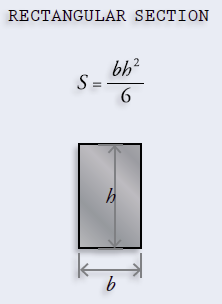 RECTANGULAR SECTION
S = bh²/6
h
b